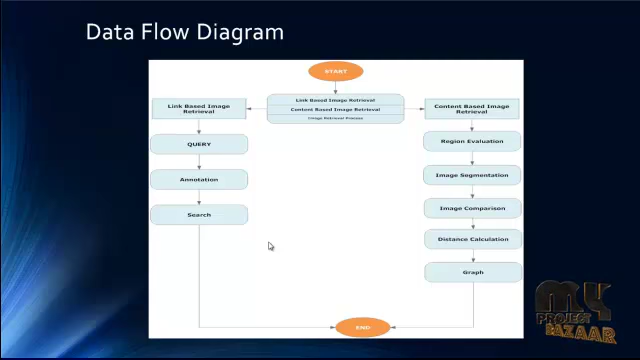 Data Flow Diagram
START
Link Based Image Retrieval
Content Based Image Retrieval
Image Retrieval Process
Link Based Image
Retrieval
QUERY
Annotation
Search
Content Based Image
Retrieval
Region Evaluation
Image Segmentation
Image Comparison
Distance Calculation
Graph
END
MY
PROJECT
BAZAAR